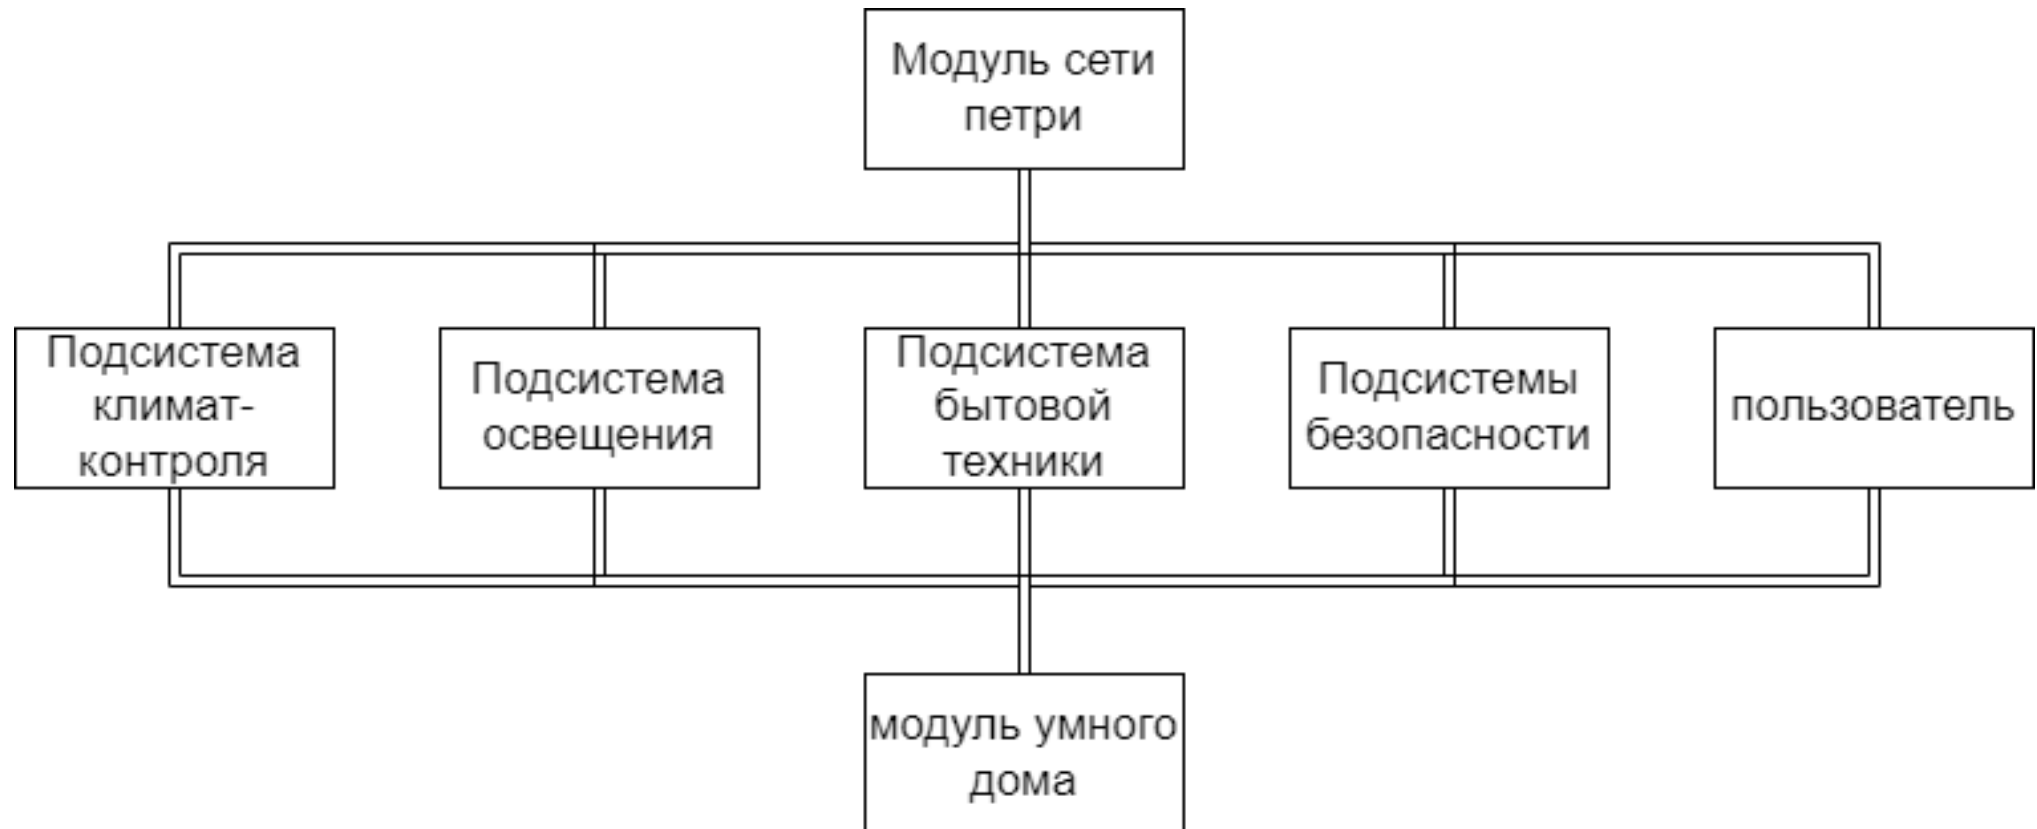 Модуль сети
петри
Подсистема
климат-
контроля
Подсистема
освещения
Подсистема
бытовой
техники
Подсистемы
безопасности
пользователь
модуль умного
дома